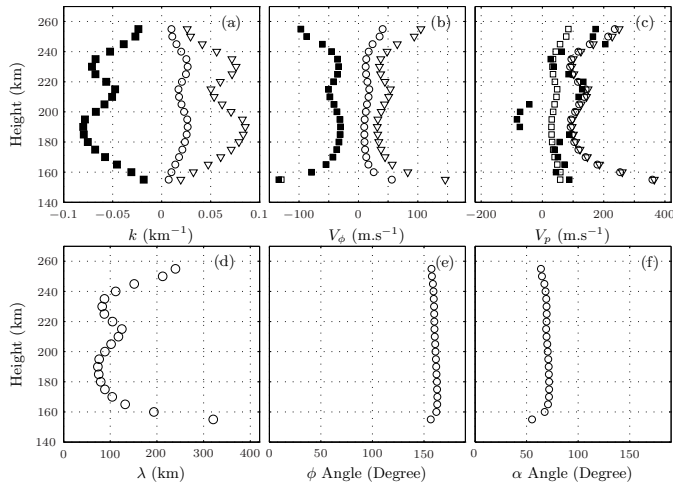 260
240
220
200
180
160
140
Height (km)
(a)
−0.1 −0.05 0 0.05 0.1
k (km⁻¹)
(b)
−100 0 100
V_ϕ (m.s⁻¹)
(c)
−200 0 200 400
V_p (m.s⁻¹)
260
240
220
200
180
160
140
Height (km)
(d)
0 100 200 300 400
λ (km)
(e)
0 50 100 150
ϕ Angle (Degree)
(f)
0 50 100 150
α Angle (Degree)